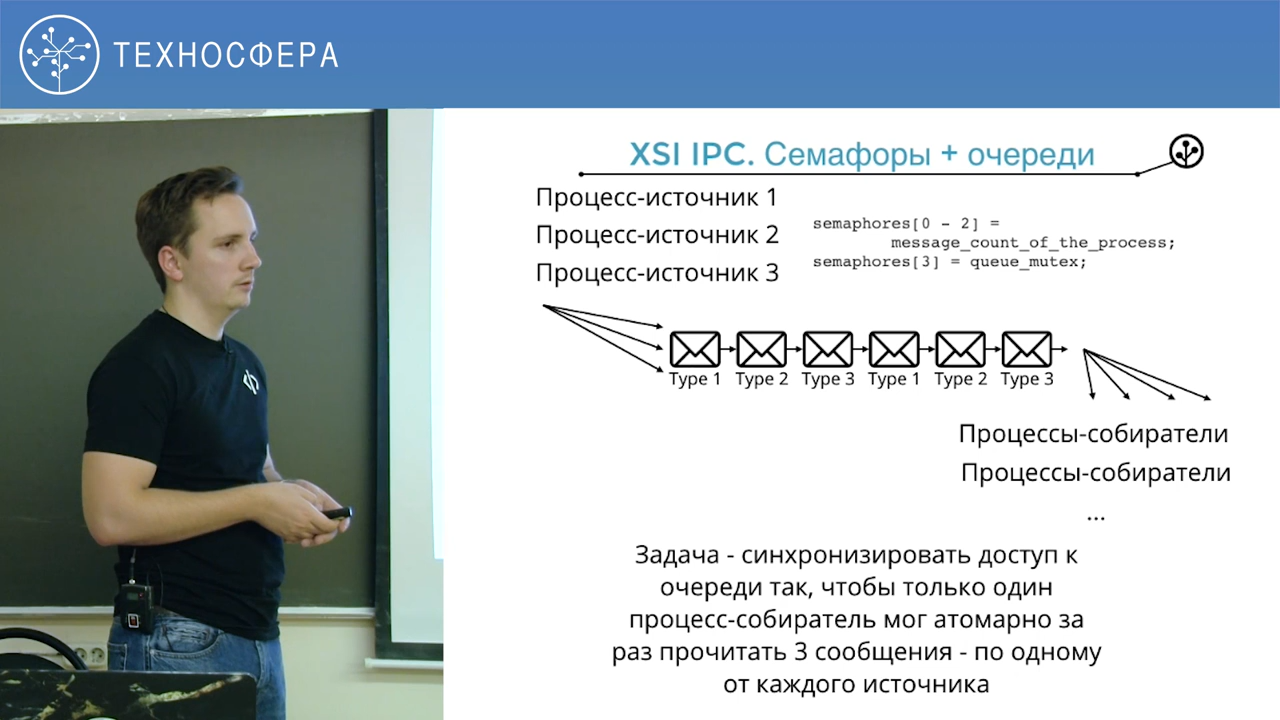 ТЕХНОСФЕРА
XSI IPC. Семафоры + очереди
Процесс-источник 1
Процесс-источник 2
Процесс-источник 3
semaphores[0 - 2] =
message_count_of_the_process;
semaphores[3] = queue_mutex;
Type 1 Type 2 Type 3 Type 1 Type 2 Type 3
Процессы-собиратели
Процессы-собиратели
...
Задача - синхронизировать доступ к
очереди так, чтобы только один
процесс-собиратель мог атомарно за
раз прочитать 3 сообщения - по одному
от каждого источника